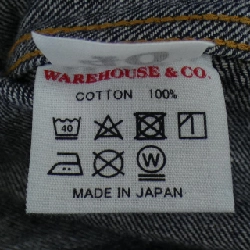 WAREHOUSE & CO.
COTTON 100%
40
W
MADE IN JAPAN